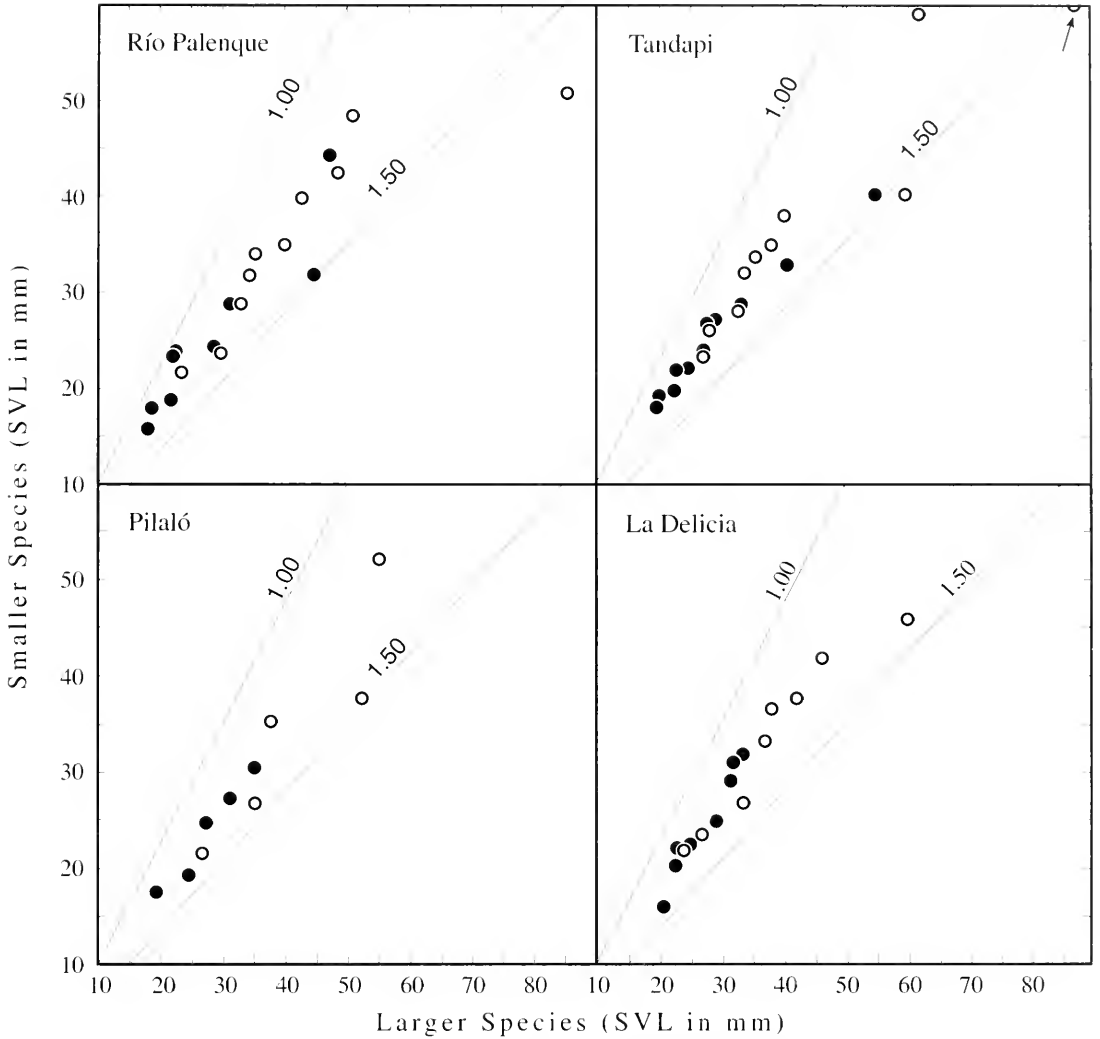 Río Palenque
Tandapi
1.00
1.50
1.00
1.50
50
40
30
20
10
Pilaló
La Delicia
1.00
1.50
1.00
1.50
50
40
30
20
10
10 20 30 40 50 60 70 80
10 20 30 40 50 60 70 80
Smaller Species (SVL in mm)
Larger Species (SVL in mm)